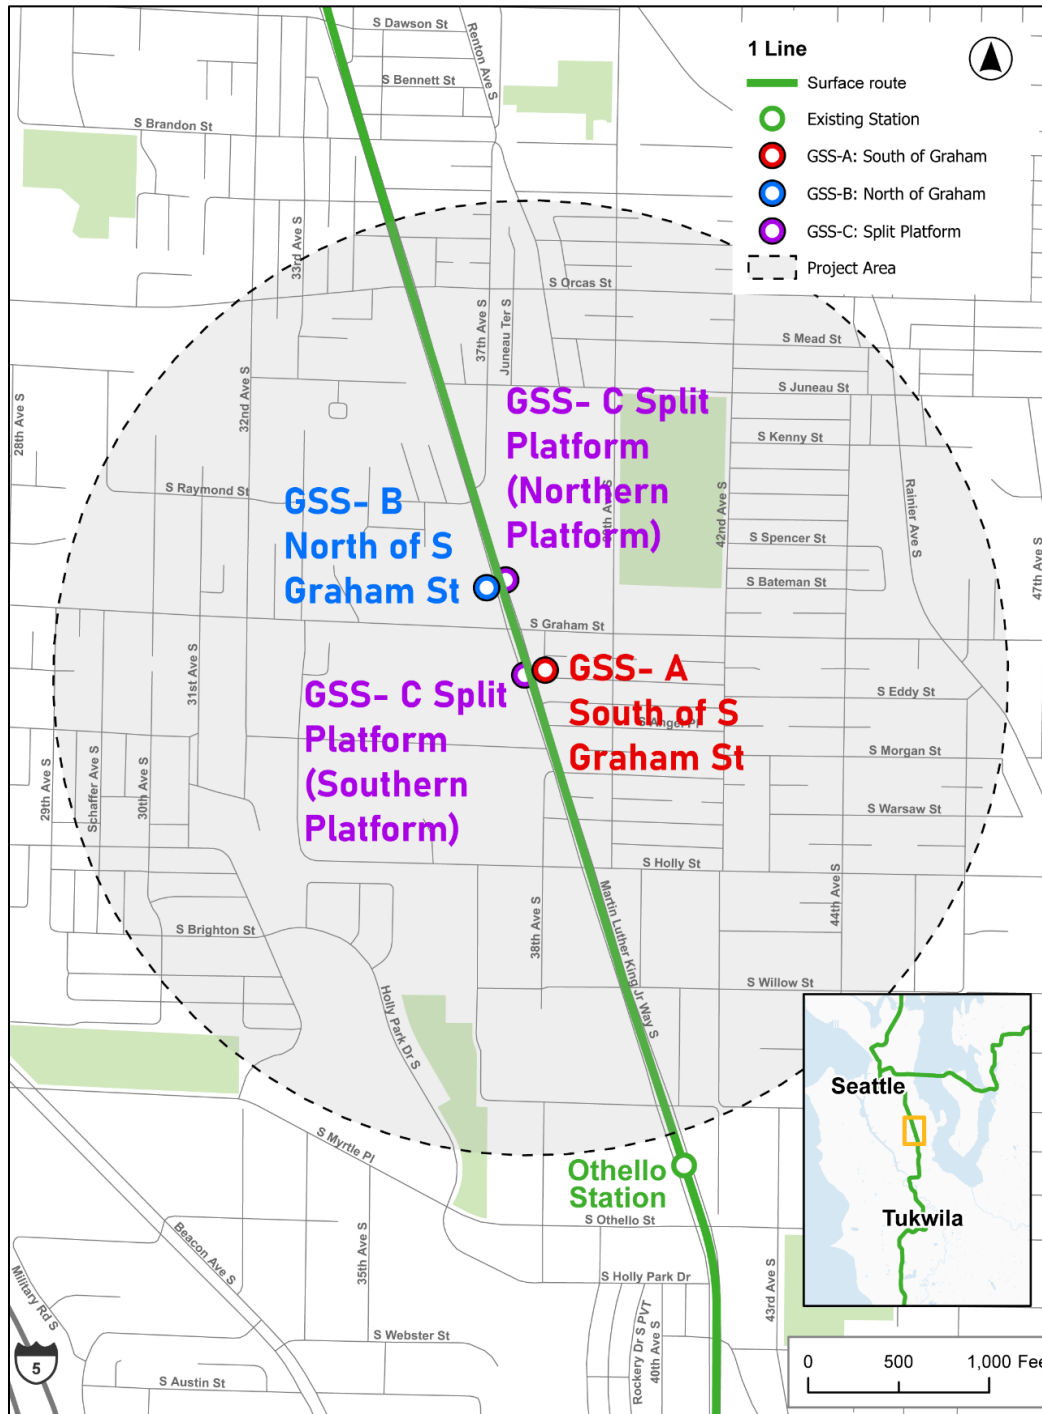 S Dawson St
Renton Ave S
S Bennett St
S Brandon St
1 Line
Surface route
Existing Station
GSS-A: South of Graham
GSS-B: North of Graham
GSS-C: Split Platform
Project Area
33rd Ave S
S Orcas St
37th Ave S
Juneau Ter S
S Mead St
S Juneau St
28th Ave S
32nd Ave S
GSS- C Split
Platform
(Northern
Platform)
S Kenny St
S Raymond St
GSS- B
North of S
Graham St
42nd Ave S
Rainier Ave S
S Spencer St
S Bateman St
47th Ave S
S Graham St
31st Ave S
GSS- A
South of S
Graham St
S Angel Pl
S Eddy St
GSS- C Split
Platform
(Southern
Platform)
S Morgan St
29th Ave S
Schaffer Ave S
30th Ave S
S Warsaw St
S Holly St
Martin Luther King Jr Way S
38th Ave S
44th Ave S
S Brighton St
S Willow St
Holly Park Dr S
Seattle
Tukwila
S Myrtle Pl
Othello
Station
S Othello St
Beacon Ave S
35th Ave S
43rd Ave S
Military Rd S
S Holly Park Dr
Rockery Dr S PVT
40th Ave S
S Webster St
5
S Austin St
0 500 1,000 Fee